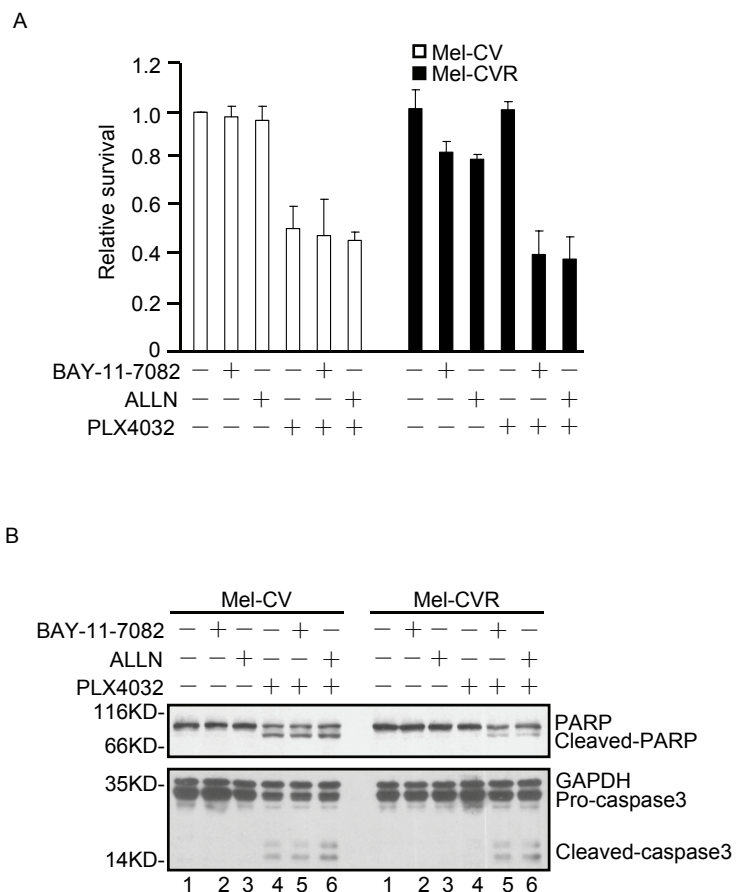 A
Mel-CV
Mel-CVR
Relative survival
1.2
1.0
0.8
0.6
0.4
0.2
0
BAY-11-7082 — + — — + — — + — — + —
ALLN — — + — — + — — + — — +
PLX4032 — — — + + + — — — + + +
B
Mel-CV Mel-CVR
BAY-11-7082 — + — — + — — + — — + —
ALLN — — + — — + — — + — — +
PLX4032 — — — + + + — — — + + +
116KD- PARP
66KD- Cleaved-PARP
35KD- GAPDH
Pro-caspase3
14KD- Cleaved-caspase3
1 2 3 4 5 6 1 2 3 4 5 6